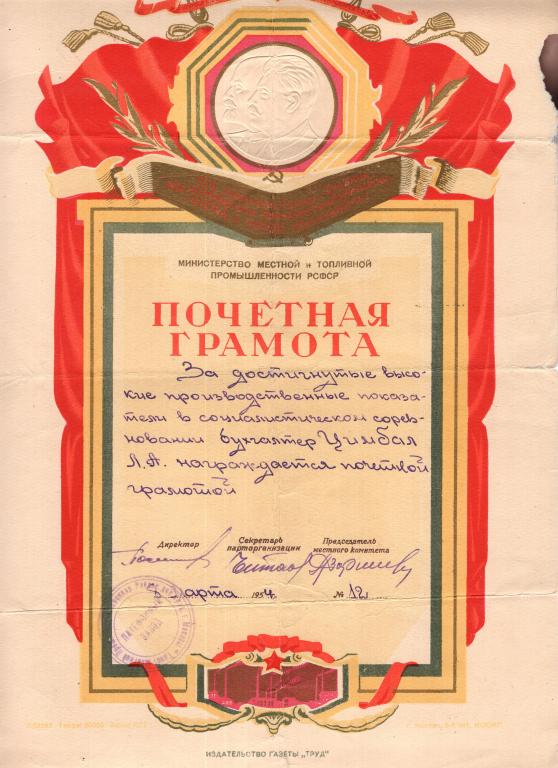 МИНИСТЕРСТВО МЕСТНОЙ и ТОПЛИВНОЙ
ПРОМЫШЛЕННОСТИ РСФСР
ПОЧЕТНАЯ
ГРАМОТА
За достигнутые высо-
кие производственные показа-
тели в социалистическом сорев-
новании бухгалтер Цимбал
Л.А. награждается почетной
грамотой
Директор
Секретарь
парторганизации
Председатель
местного комитета
марта 1954
№ 12
ИЗДАТЕЛЬСТВО ГАЗЕТЫ "ТРУД"